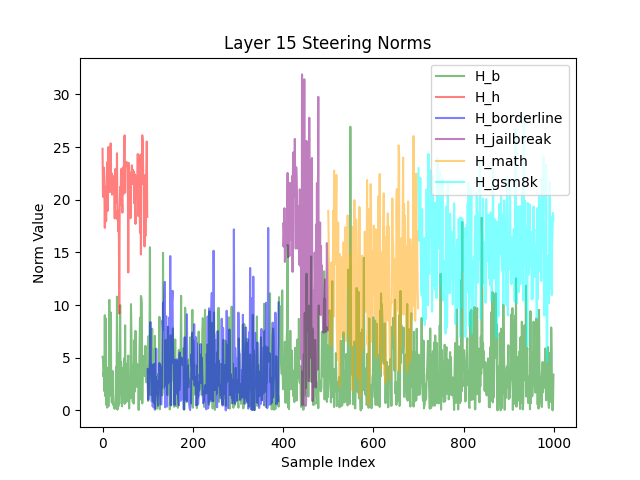 Layer 15 Steering Norms
H_b
H_h
H_borderline
H_jailbreak
H_math
H_gsm8k
Norm Value
30
25
20
15
10
5
0
0 200 400 600 800 1000
Sample Index